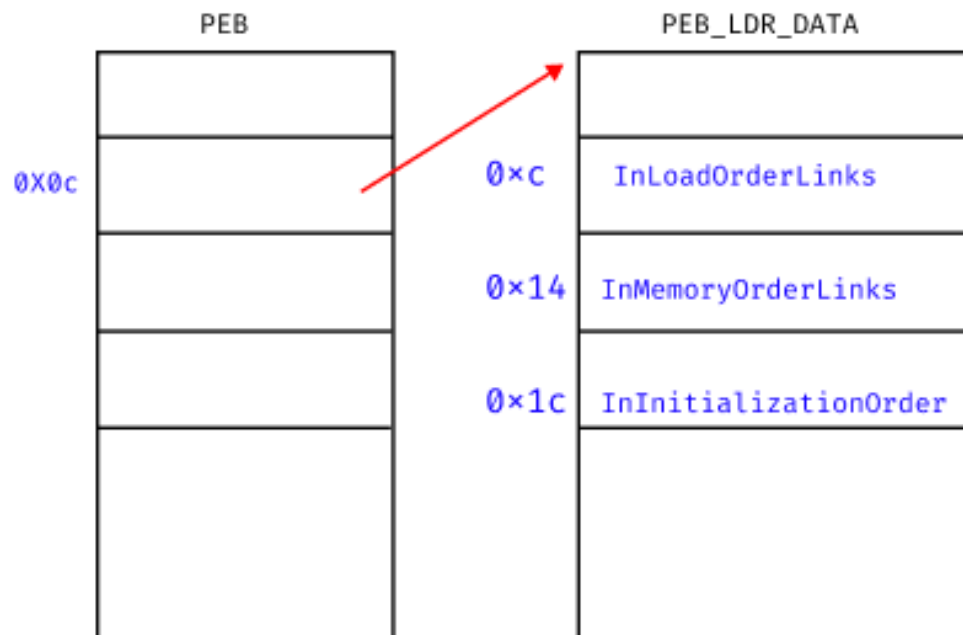 PEB
PEB_LDR_DATA
0X0c
0×c
InLoadOrderLinks
0×14
InMemoryOrderLinks
0×1c
InInitializationOrder